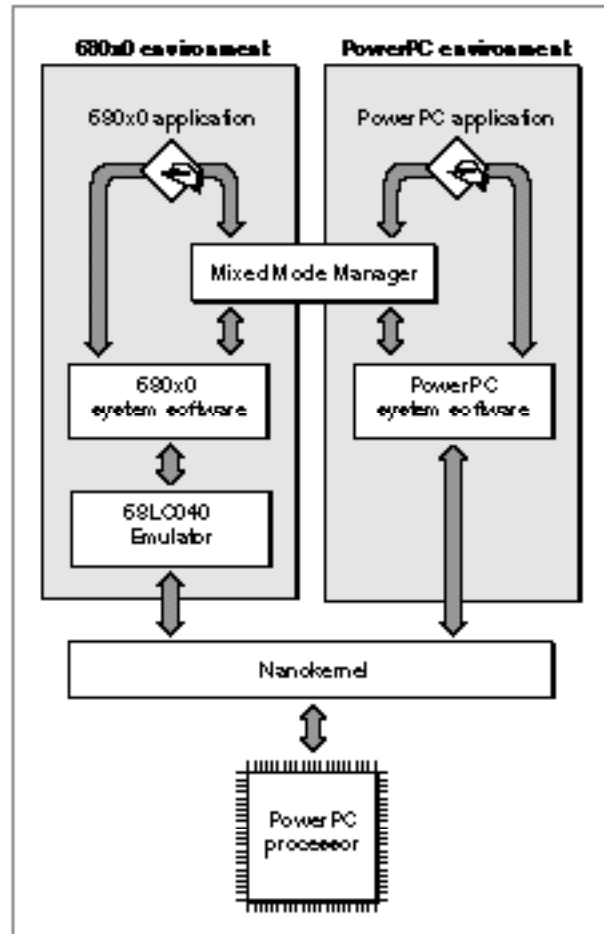 680x0 environment
PowerPC environment
680x0 application
PowerPC application
Mixed Mode Manager
680x0
system software
PowerPC
system software
68LC040
Emulator
Nanokernel
PowerPC
processor